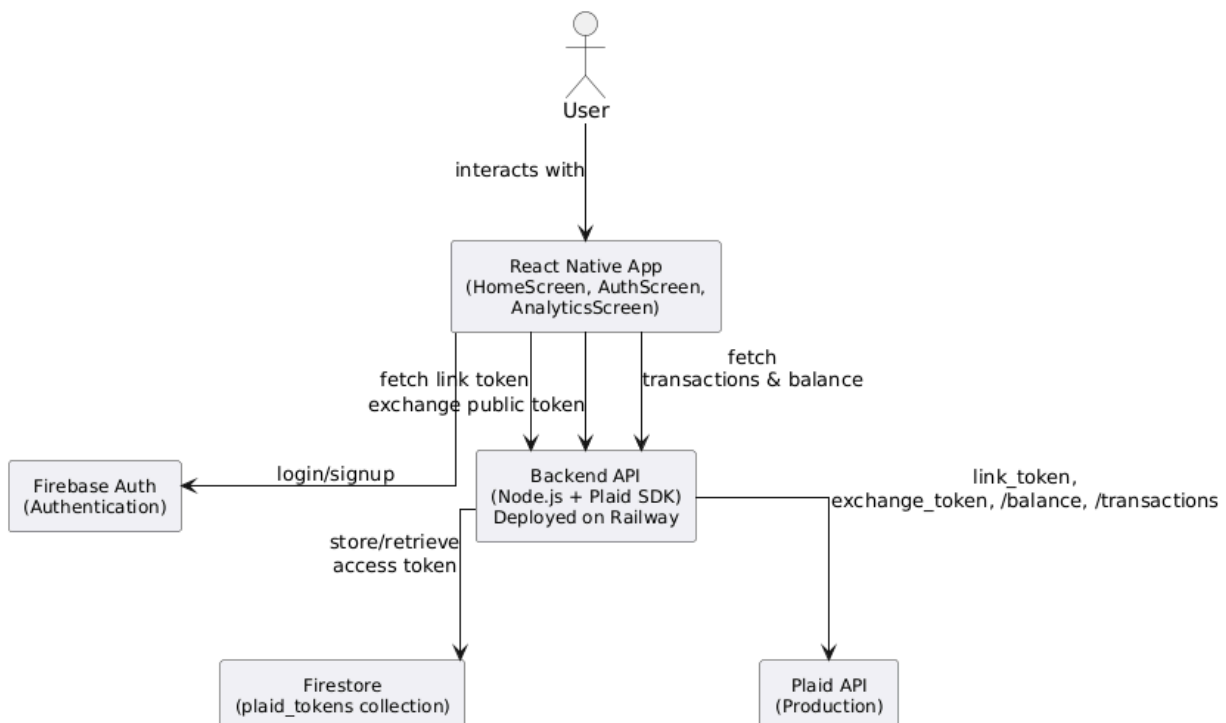 User
interacts with
React Native App
(HomeScreen, AuthScreen,
AnalyticsScreen)
fetch link token
exchange public token
fetch
transactions & balance
login/signup
Firebase Auth
(Authentication)
Backend API
(Node.js + Plaid SDK)
Deployed on Railway
link_token,
exchange_token, /balance, /transactions
store/retrieve
access token
Firestore
(plaid_tokens collection)
Plaid API
(Production)